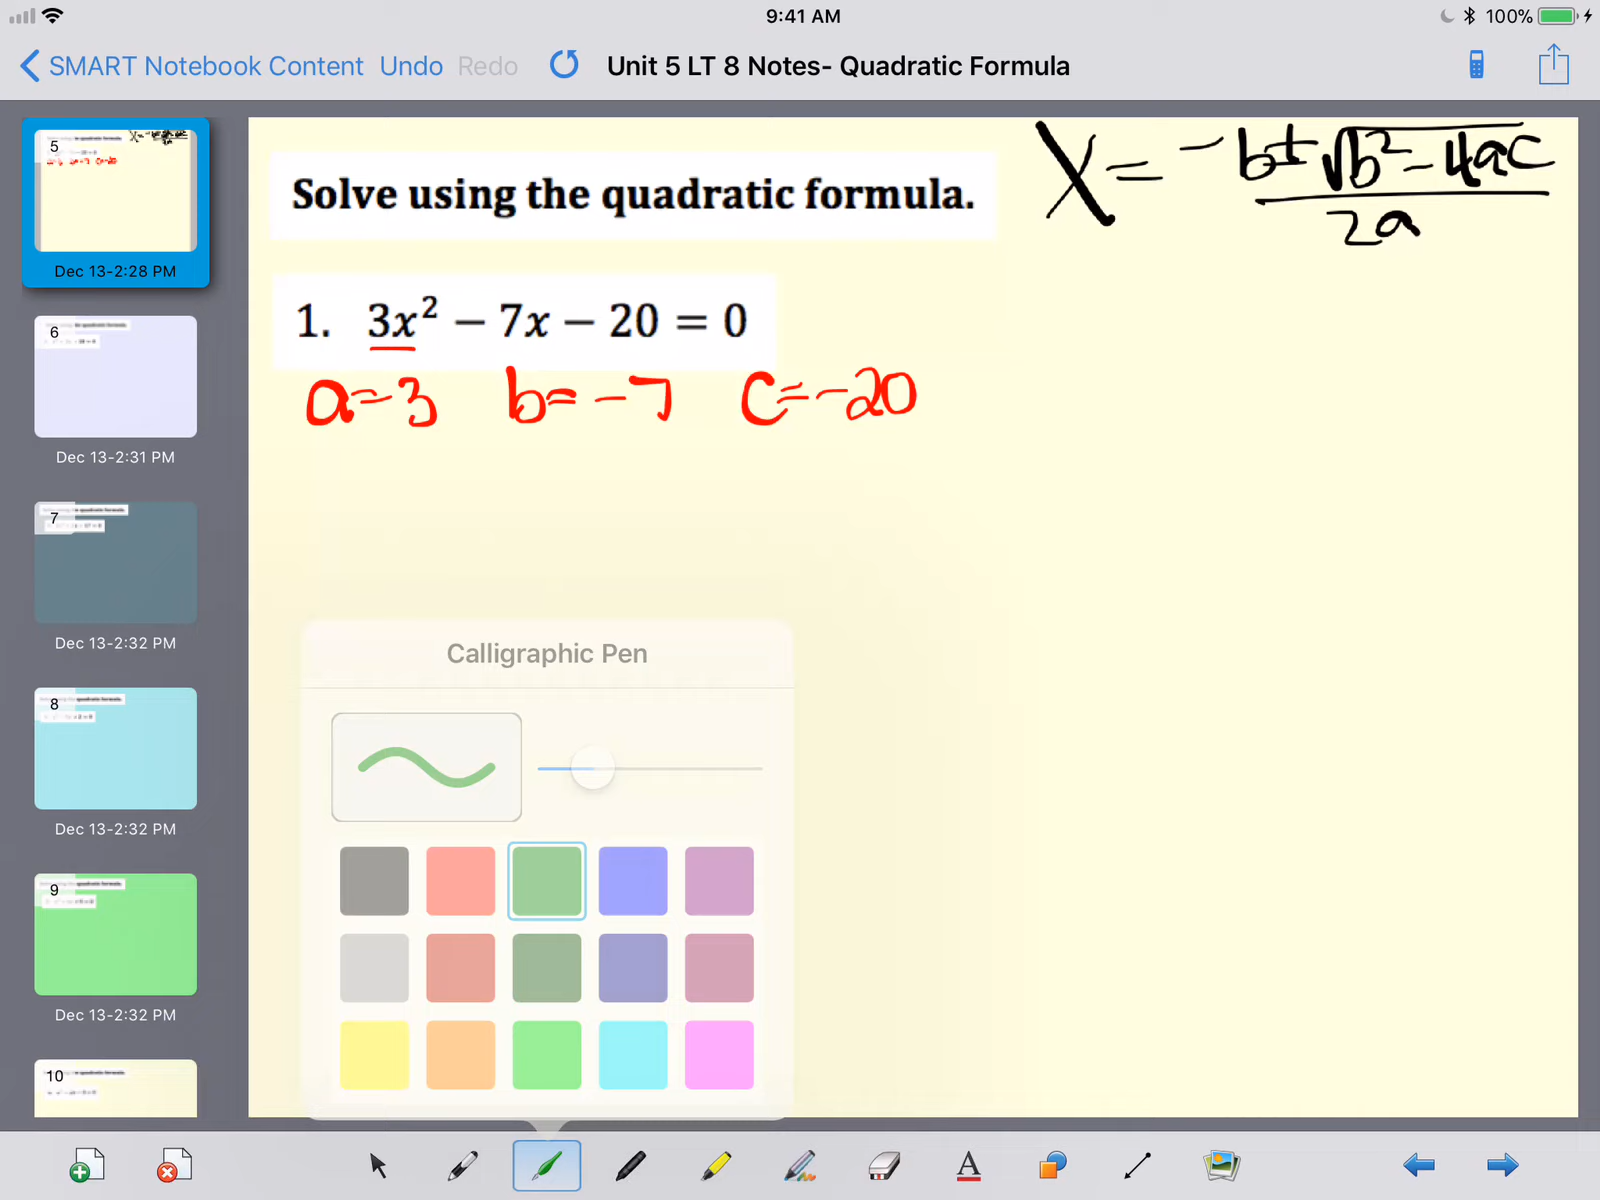 9:41 AM
100%
SMART Notebook Content Undo Redo Unit 5 LT 8 Notes- Quadratic Formula
5
Dec 13-2:28 PM
6
Dec 13-2:31 PM
7
Dec 13-2:32 PM
8
Dec 13-2:32 PM
9
Dec 13-2:32 PM
10
Solve using the quadratic formula.
X = -b ± √b² - 4ac
2a
1. 3x² − 7x − 20 = 0
a=3 b=-7 c=-20
Calligraphic Pen
A